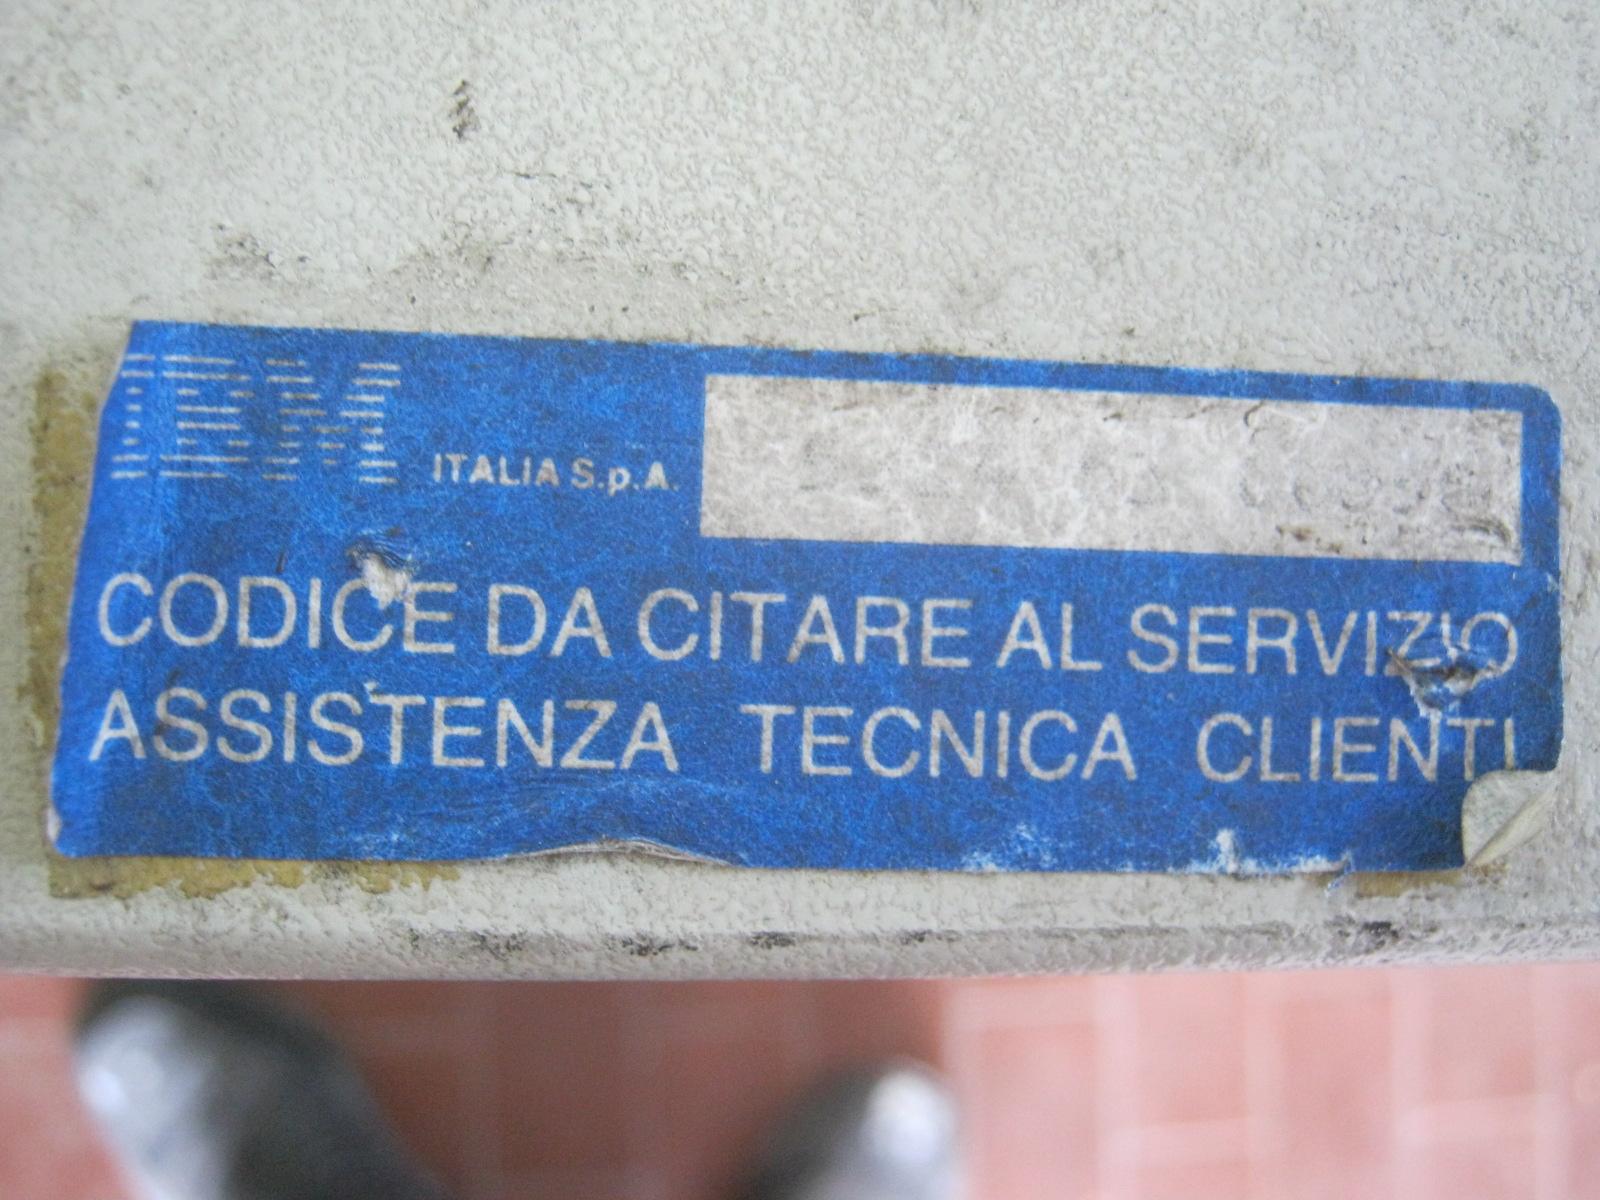 IBM ITALIA S.p.A.
CODICE DA CITARE AL SERVIZIO
ASSISTENZA TECNICA CLIENTI